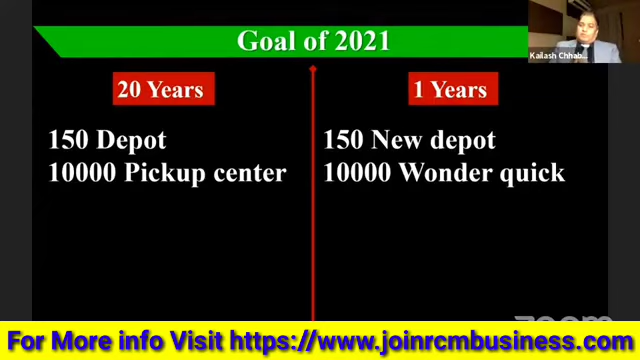 Goal of 2021
Kailash Chhab...
20 Years
1 Years
150 Depot
150 New depot
10000 Pickup center
10000 Wonder quick
zoom
For More info Visit https://www.joinrcmbusiness.com